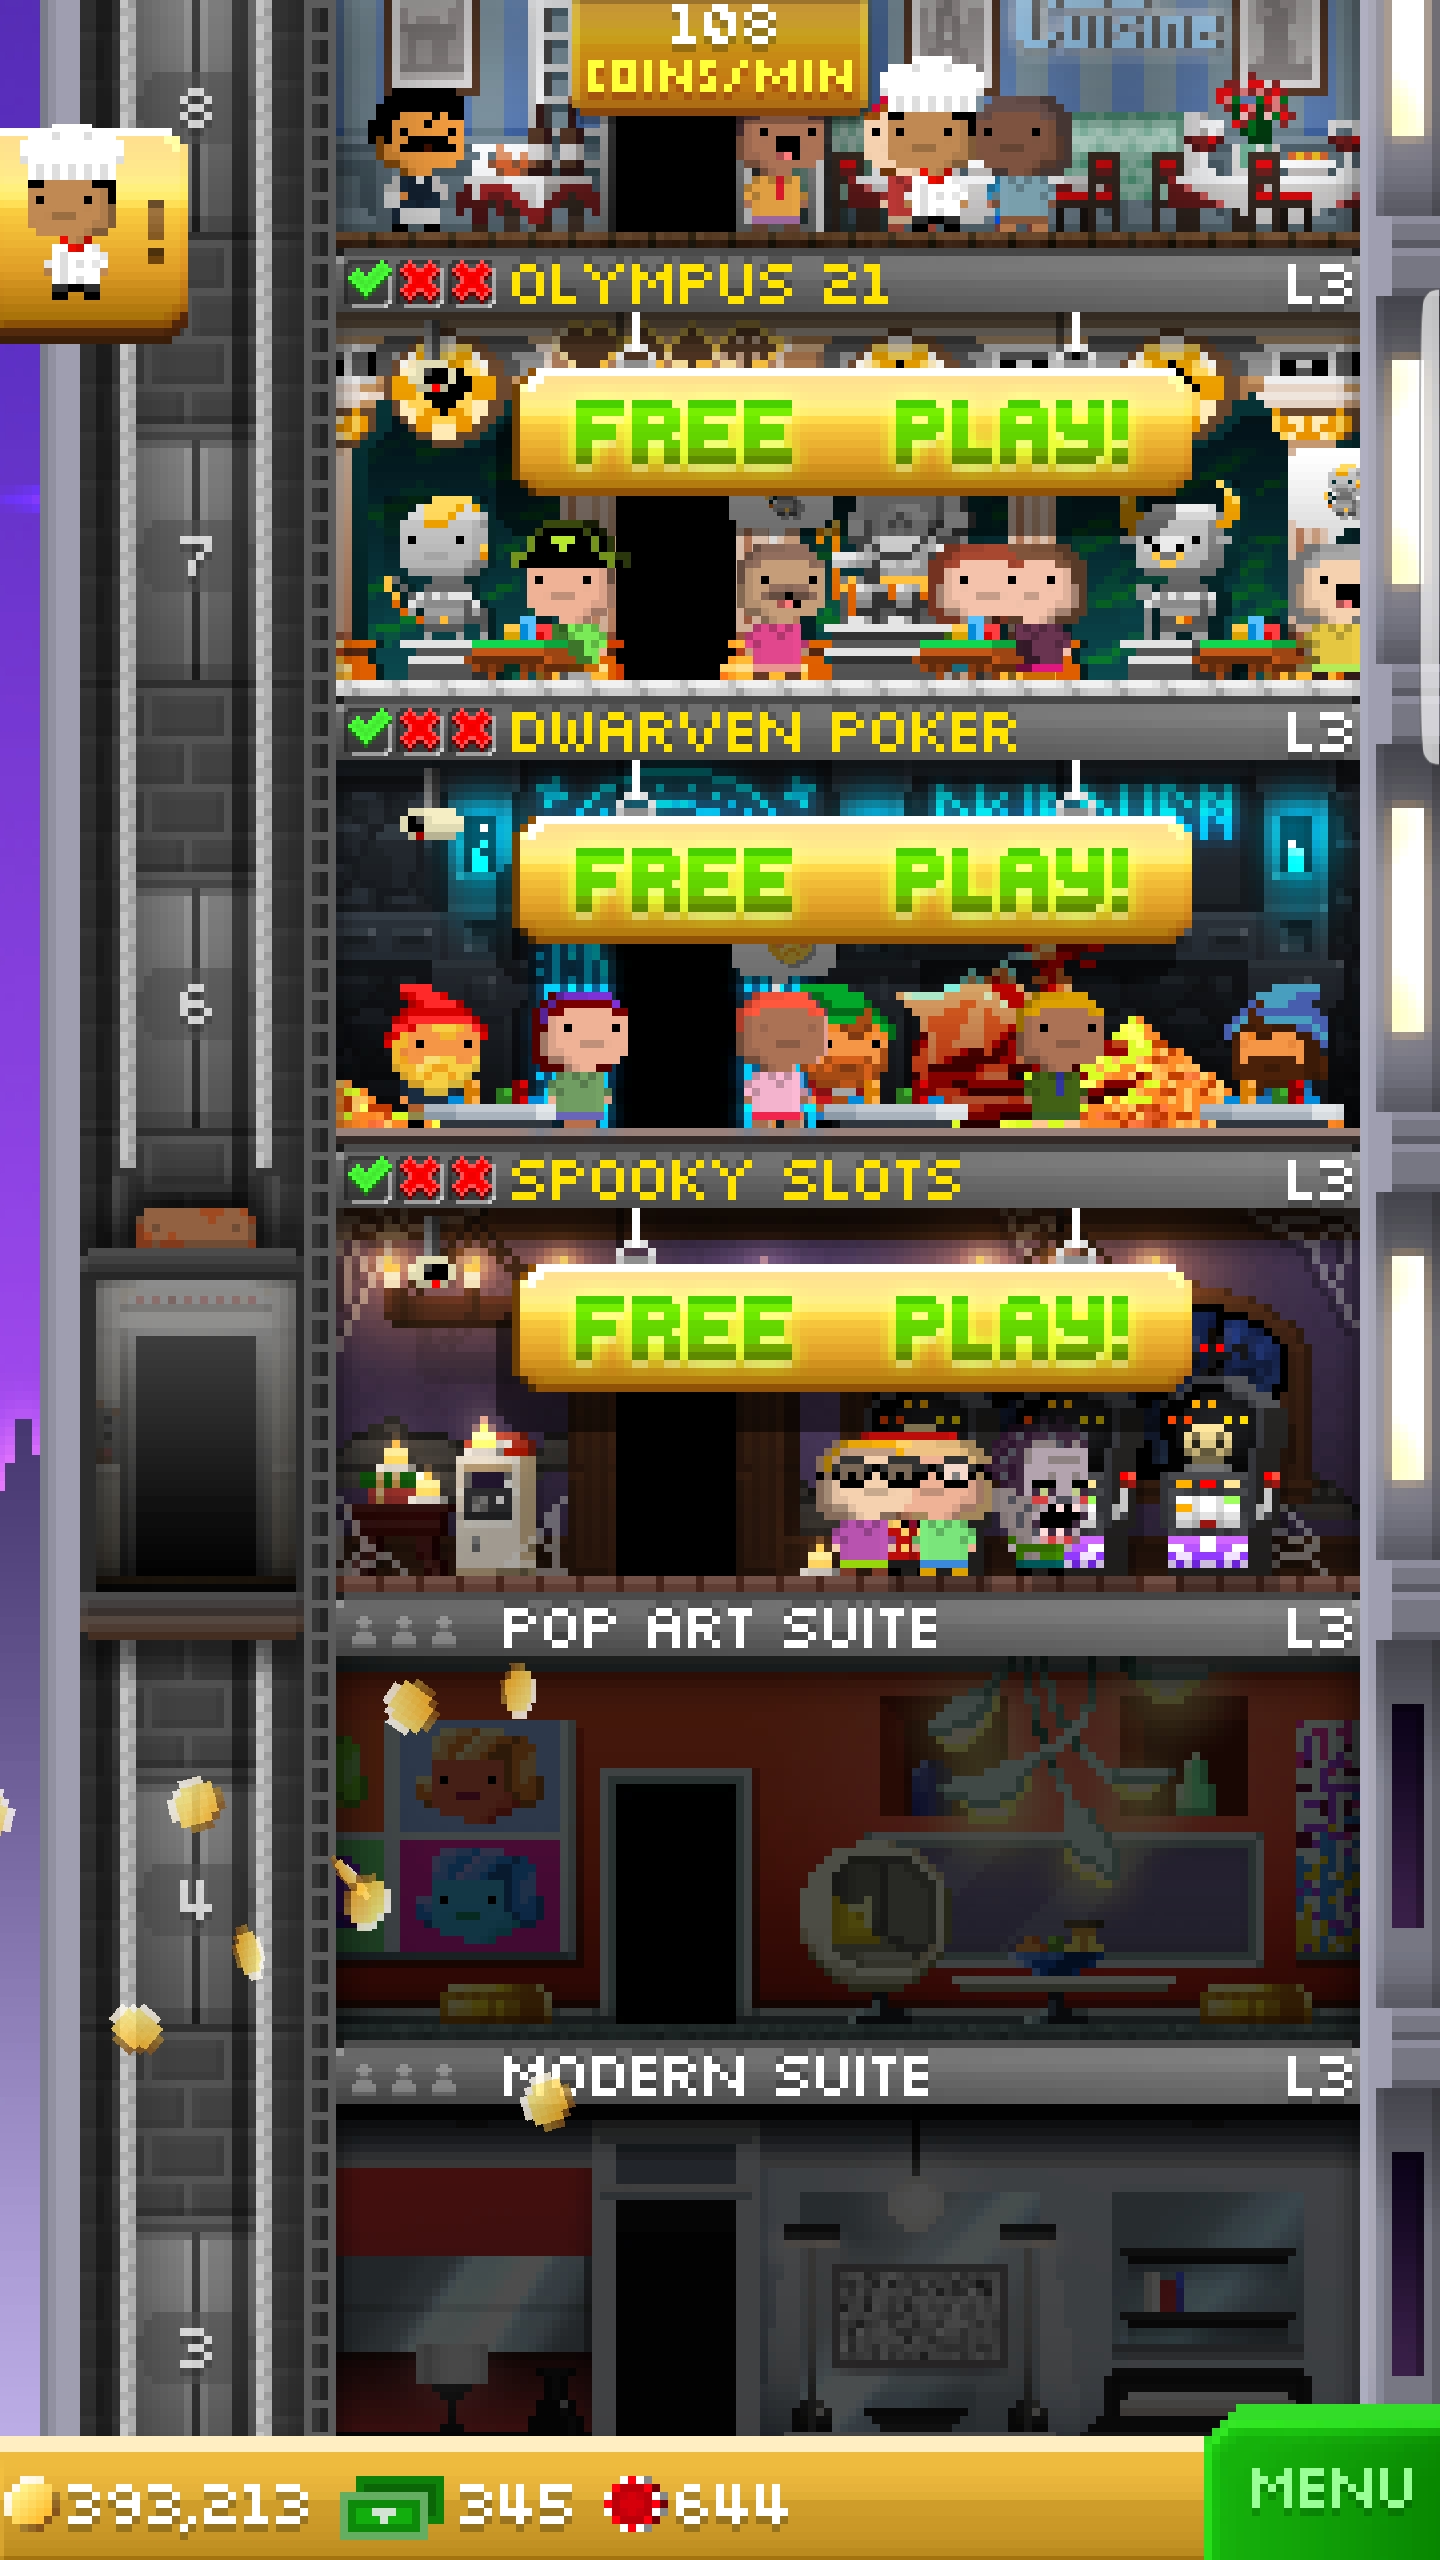 Cuisine
108
COINS/MIN
8
OLYMPUS 21 L3
FREE PLAY!
7
DWARVEN POKER L3
FREE PLAY!
6
SPOOKY SLOTS L3
FREE PLAY!
POP ART SUITE L3
4
MODERN SUITE L3
3
393,213 345 644
MENU